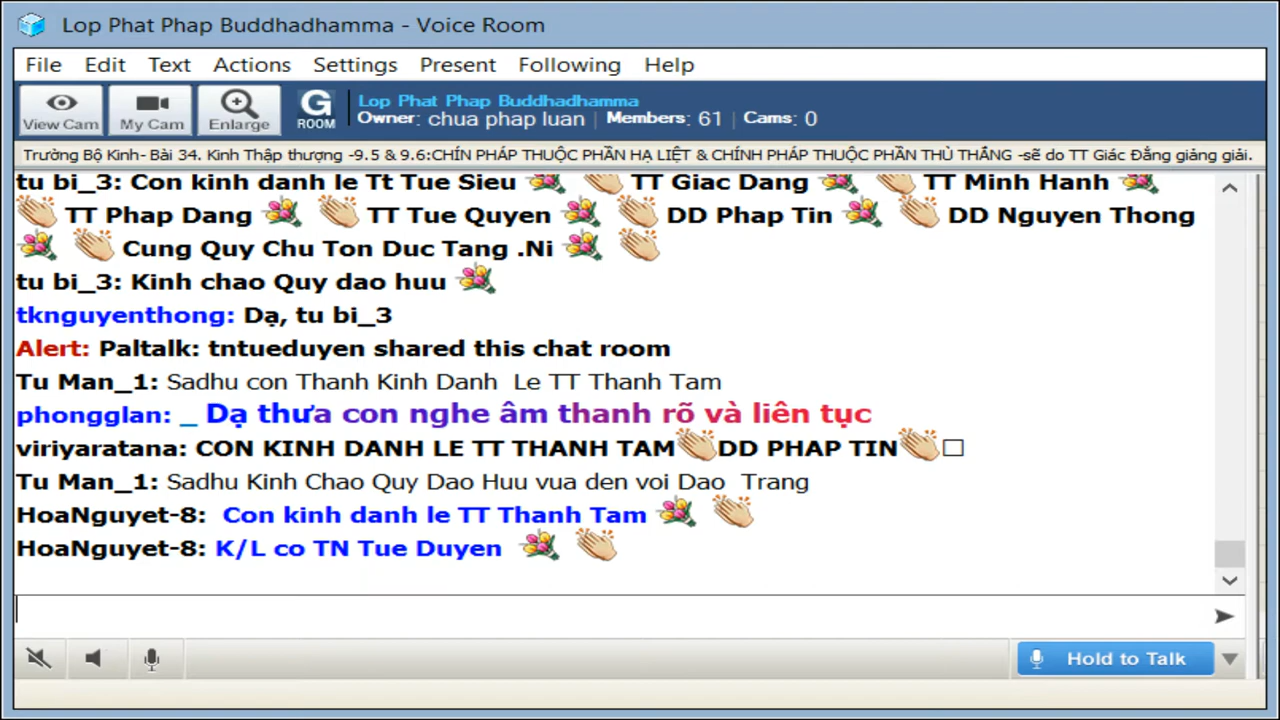 Lop Phat Phap Buddhadhamma - Voice Room
File Edit Text Actions Settings Present Following Help
View Cam My Cam Enlarge G ROOM Lop Phat Phap Buddhadhamma
Owner: chua phap luan | Members: 61 | Cams: 0
Trường Bộ Kinh- Bài 34. Kinh Thập thượng -9.5 & 9.6:CHÍN PHÁP THUỘC PHẦN HẠ LIỆT & CHÍNH PHÁP THUỘC PHẦN THÙ THẮNG -sẽ do TT Giác Đẳng giảng giải.
tu bi_3: Con kinh danh le Tt Tue Sieu TT Giac Dang TT Minh Hanh
TT Phap Dang TT Tue Quyen DD Phap Tin DD Nguyen Thong
Cung Quy Chu Ton Duc Tang .Ni
tu bi_3: Kinh chao Quy dao huu
tknguyenthong: Dạ, tu bi_3
Alert: Paltalk: tntueduyen shared this chat room
Tu Man_1: Sadhu con Thanh Kinh Danh Le TT Thanh Tam
phongglan: _ Dạ thưa con nghe âm thanh rõ và liên tục
viriyaratana: CON KINH DANH LE TT THANH TAM DD PHAP TIN
Tu Man_1: Sadhu Kinh Chao Quy Dao Huu vua den voi Dao Trang
HoaNguyet-8: Con kinh danh le TT Thanh Tam
HoaNguyet-8: K/L co TN Tue Duyen
Hold to Talk